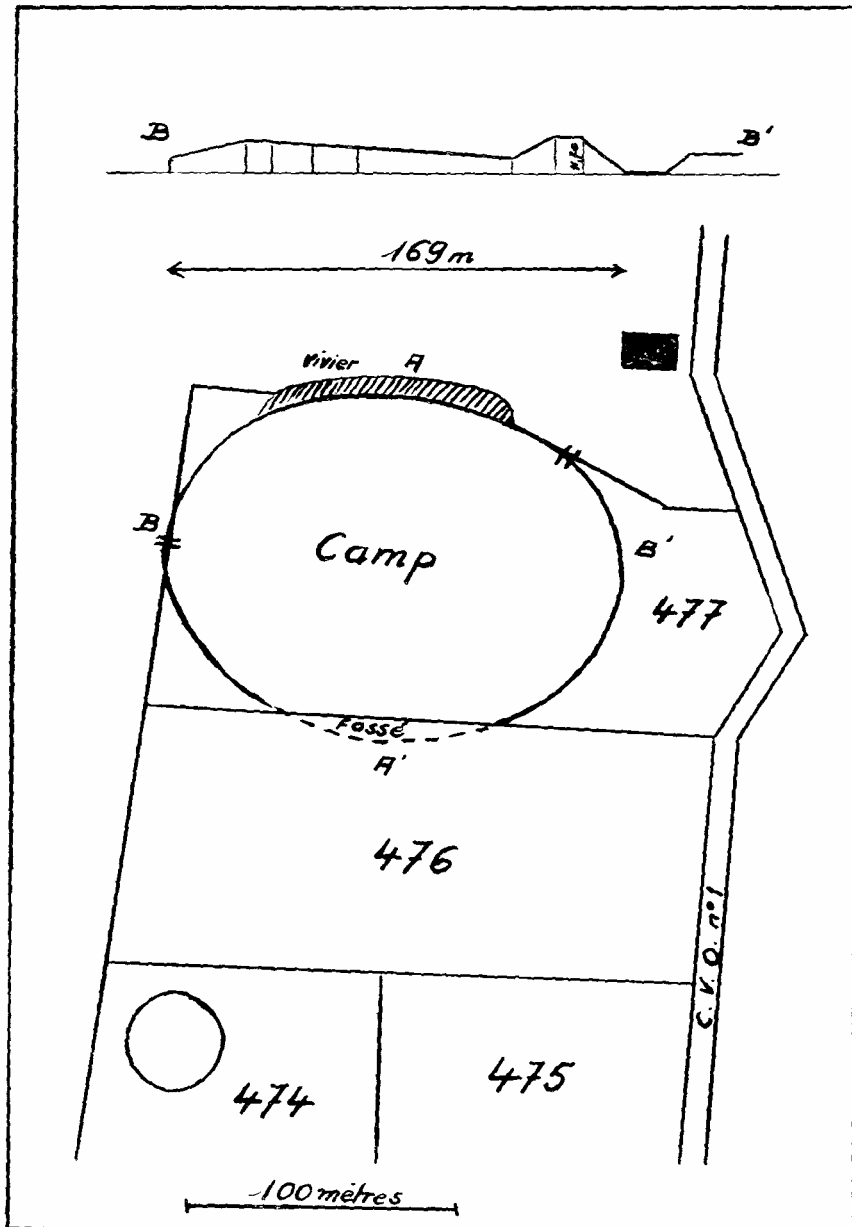 B
B'
169m
vivier A
B
Camp
B'
477
Fossé
A'
476
C. V. O. n° 1
474
475
100 mètres